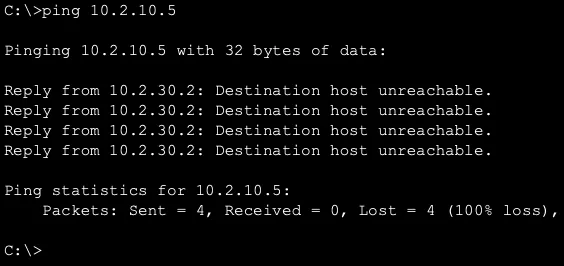 C:\>ping 10.2.10.5
Pinging 10.2.10.5 with 32 bytes of data:
Reply from 10.2.30.2: Destination host unreachable.
Reply from 10.2.30.2: Destination host unreachable.
Reply from 10.2.30.2: Destination host unreachable.
Reply from 10.2.30.2: Destination host unreachable.
Ping statistics for 10.2.10.5:
    Packets: Sent = 4, Received = 0, Lost = 4 (100% loss),
C:\>